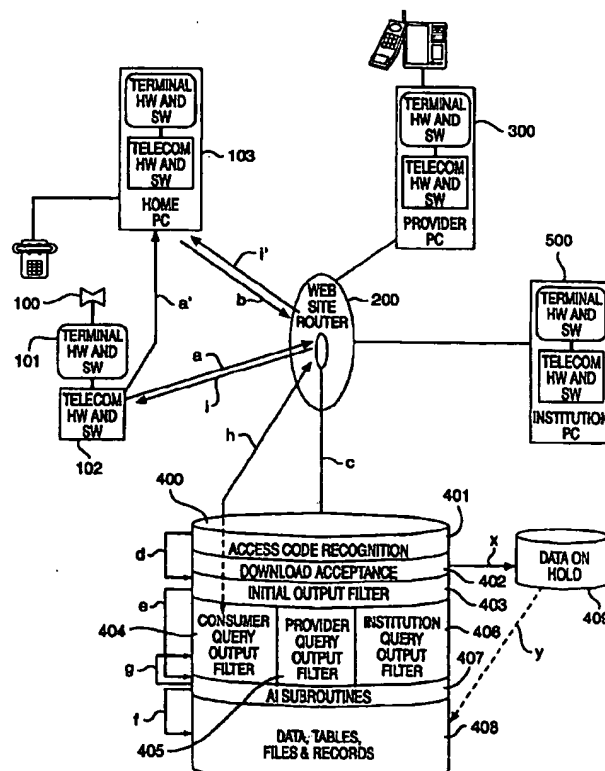 TERMINAL
HW AND
SW
TELECOM
HW AND
SW
HOME
PC
103
TERMINAL
HW AND
SW
TELECOM
HW AND
SW
PROVIDER
PC
300
500
TERMINAL
HW AND
SW
TELECOM
HW AND
SW
INSTITUTION
PC
100
101
TERMINAL
HW AND
SW
TELECOM
HW AND
SW
102
a'
i'
b
a
i
WEB
SITE
ROUTER
200
h
c
400
401
ACCESS CODE RECOGNITION
DOWNLOAD ACCEPTANCE
402
INITIAL OUTPUT FILTER
403
d
x
DATA ON
HOLD
409
y
e
404
CONSUMER
QUERY
OUTPUT
FILTER
PROVIDER
QUERY
OUTPUT
FILTER
INSTITUTION
QUERY
OUTPUT
FILTER
406
g
407
AI SUBROUTINES
f
405
DATA, TABLES,
FILES & RECORDS
408